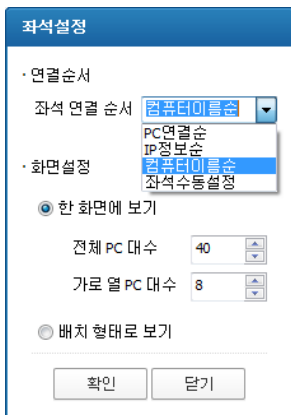 좌석설정
· 연결순서
좌석 연결 순서 컴퓨터이름순
PC연결순
IP정보순
컴퓨터이름순
좌석수동설정
· 화면설정
한 화면에 보기
전체 PC 대수 40
가로 열 PC 대수 8
배치 형태로 보기
확인 닫기